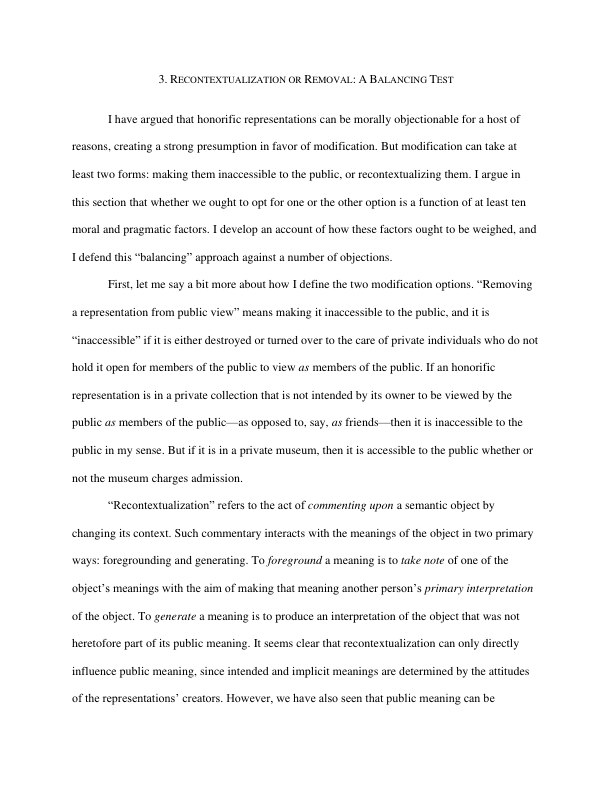 3. RECONTEXTUALIZATION OR REMOVAL: A BALANCING TEST
I have argued that honorific representations can be morally objectionable for a host of
reasons, creating a strong presumption in favor of modification. But modification can take at
least two forms: making them inaccessible to the public, or recontextualizing them. I argue in
this section that whether we ought to opt for one or the other option is a function of at least ten
moral and pragmatic factors. I develop an account of how these factors ought to be weighed, and
I defend this “balancing” approach against a number of objections.
First, let me say a bit more about how I define the two modification options. “Removing
a representation from public view” means making it inaccessible to the public, and it is
“inaccessible” if it is either destroyed or turned over to the care of private individuals who do not
hold it open for members of the public to view as members of the public. If an honorific
representation is in a private collection that is not intended by its owner to be viewed by the
public as members of the public—as opposed to, say, as friends—then it is inaccessible to the
public in my sense. But if it is in a private museum, then it is accessible to the public whether or
not the museum charges admission.
“Recontextualization” refers to the act of commenting upon a semantic object by
changing its context. Such commentary interacts with the meanings of the object in two primary
ways: foregrounding and generating. To foreground a meaning is to take note of one of the
object’s meanings with the aim of making that meaning another person’s primary interpretation
of the object. To generate a meaning is to produce an interpretation of the object that was not
heretofore part of its public meaning. It seems clear that recontextualization can only directly
influence public meaning, since intended and implicit meanings are determined by the attitudes
of the representations’ creators. However, we have also seen that public meaning can be